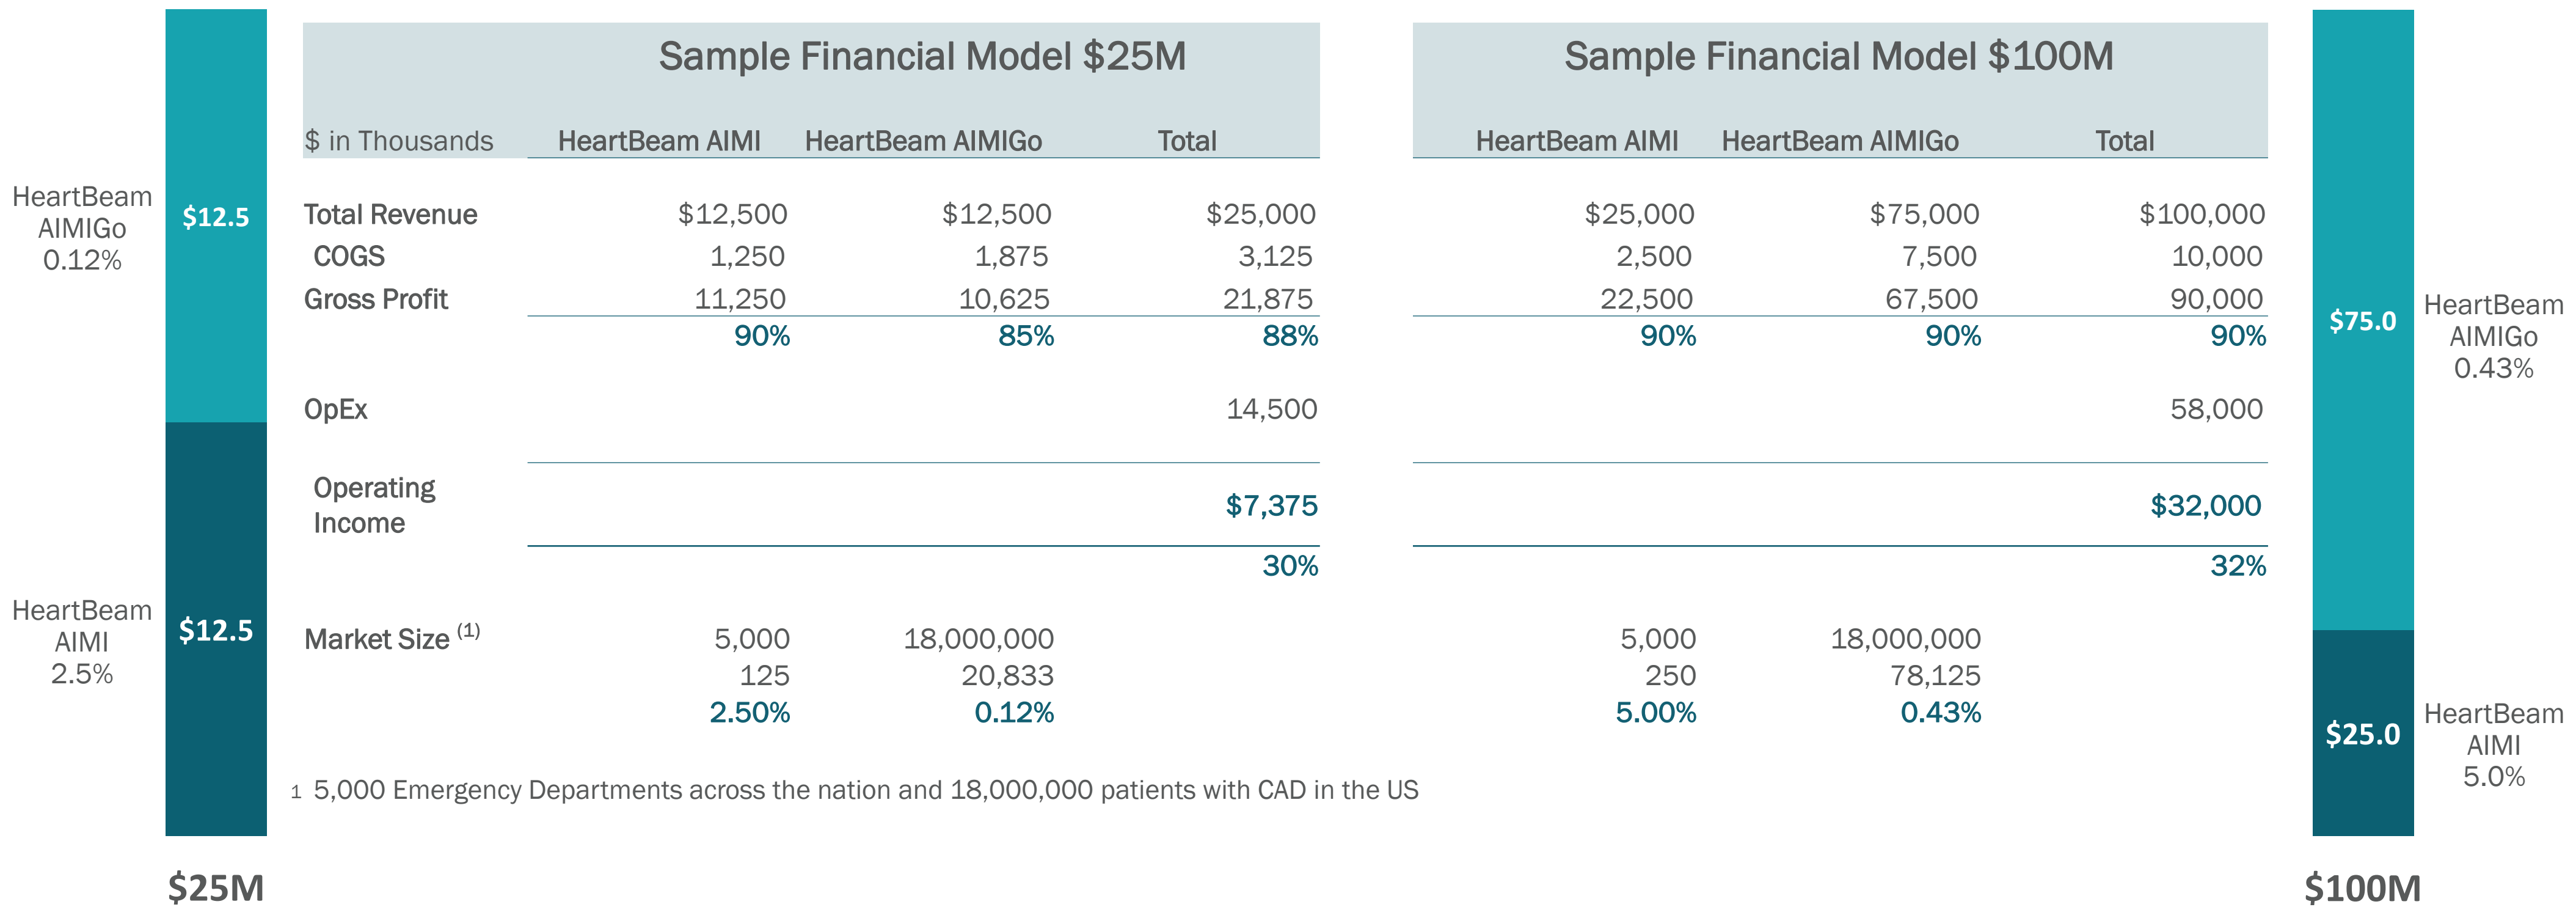 HeartBeam
AIMIGo
0.12%
$12.5
HeartBeam
AIMI
2.5%
$12.5
$25M
Sample Financial Model $25M
$ in Thousands HeartBeam AIMI HeartBeam AIMIGo Total
Total Revenue $12,500 $12,500 $25,000
COGS 1,250 1,875 3,125
Gross Profit 11,250 10,625 21,875
90% 85% 88%
OpEx 14,500
Operating
Income
$7,375
30%
Market Size (1) 5,000 18,000,000
125 20,833
2.50% 0.12%
Sample Financial Model $100M
HeartBeam AIMI HeartBeam AIMIGo Total
$25,000 $75,000 $100,000
2,500 7,500 10,000
22,500 67,500 90,000
90% 90% 90%
58,000
$32,000
32%
5,000 18,000,000
250 78,125
5.00% 0.43%
1 5,000 Emergency Departments across the nation and 18,000,000 patients with CAD in the US
$75.0
HeartBeam
AIMIGo
0.43%
$25.0
HeartBeam
AIMI
5.0%
$100M